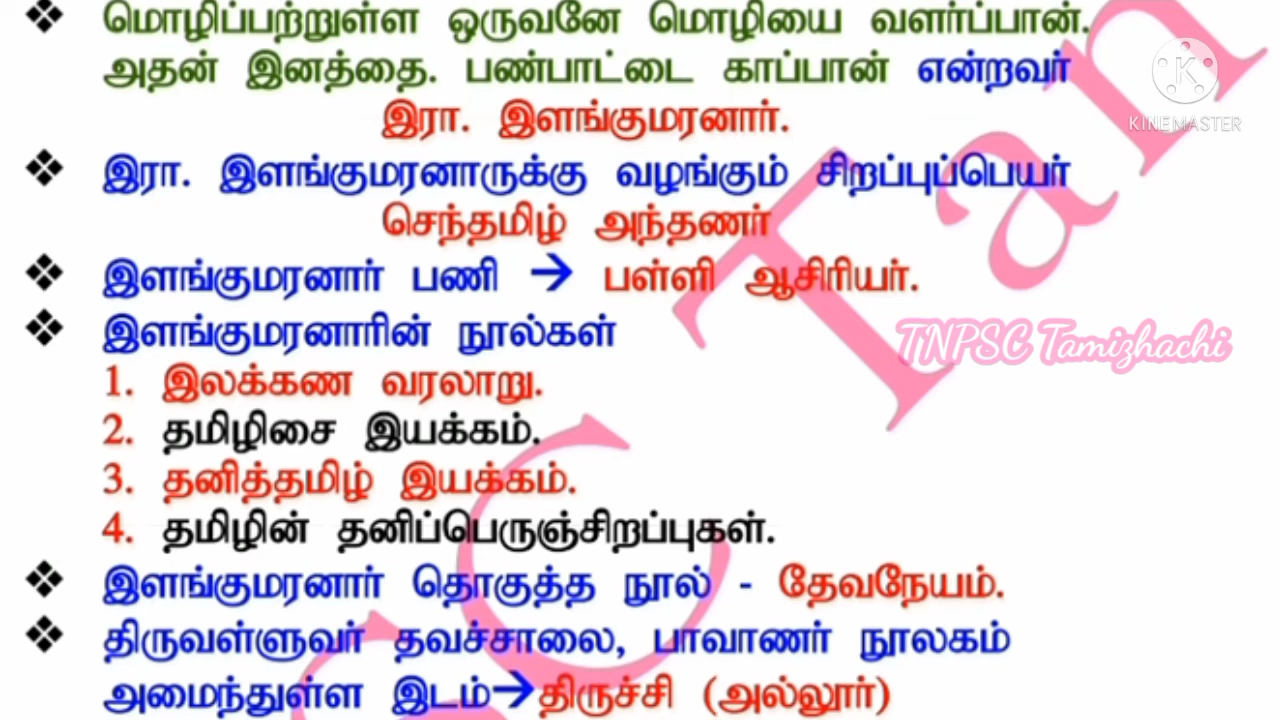 ❖ மொழிப்பற்றுள்ள ஒருவனே மொழியை வளர்ப்பான்.
அதன் இனத்தை. பண்பாட்டை காப்பான் என்றவர்
இரா. இளங்குமரனார்.
❖ இரா. இளங்குமரனாருக்கு வழங்கும் சிறப்புப்பெயர்
செந்தமிழ் அந்தணர்
❖ இளங்குமரனார் பணி → பள்ளி ஆசிரியர்.
❖ இளங்குமரனாரின் நூல்கள்
1. இலக்கண வரலாறு.
2. தமிழிசை இயக்கம்.
3. தனித்தமிழ் இயக்கம்.
4. தமிழின் தனிப்பெருஞ்சிறப்புகள்.
❖ இளங்குமரனார் தொகுத்த நூல் - தேவநேயம்.
❖ திருவள்ளுவர் தவச்சாலை, பாவாணர் நூலகம்
அமைந்துள்ள இடம்→திருச்சி (அல்லூர்)
K
KINEMASTER
TNPSC Tamizhachi
C Tam